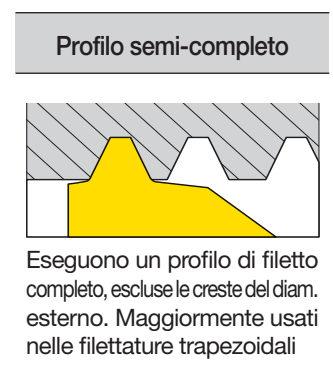 Profilo semi-completo
Eseguono un profilo di filetto
completo, escluse le creste del diam.
esterno. Maggiormente usati
nelle filettature trapezoidali